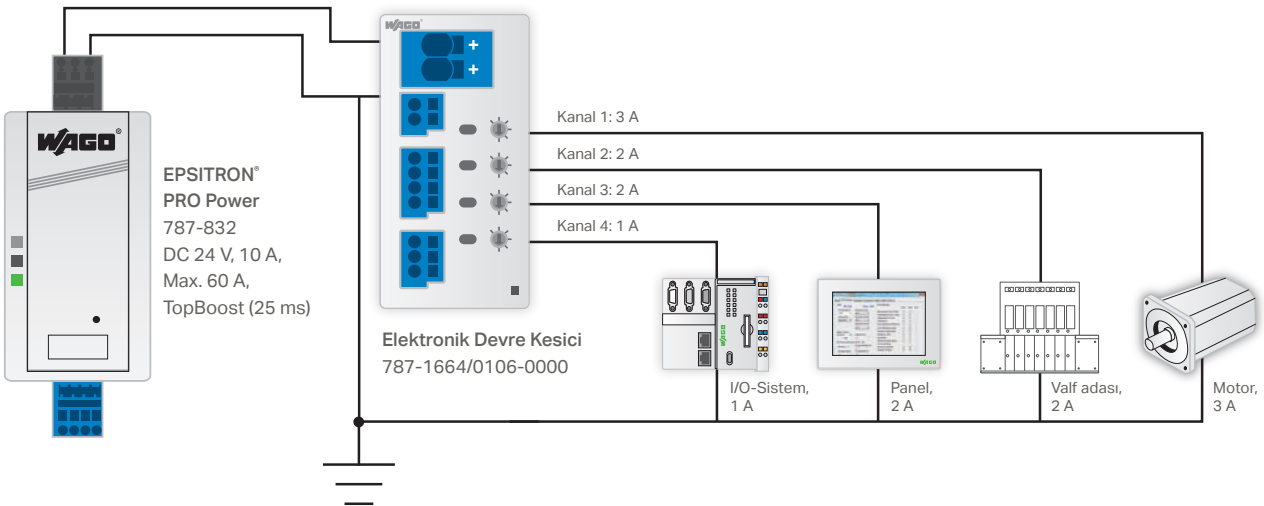 WAGO®
EPSITRON®
PRO Power
787-832
DC 24 V, 10 A,
Max. 60 A,
TopBoost (25 ms)
WAGO®
+
+
Elektronik Devre Kesici
787-1664/0106-0000
Kanal 1: 3 A
Kanal 2: 2 A
Kanal 3: 2 A
Kanal 4: 1 A
WAGO
I/O-Sistem,
1 A
WAGO
Panel,
2 A
Valf adası,
2 A
Motor,
3 A